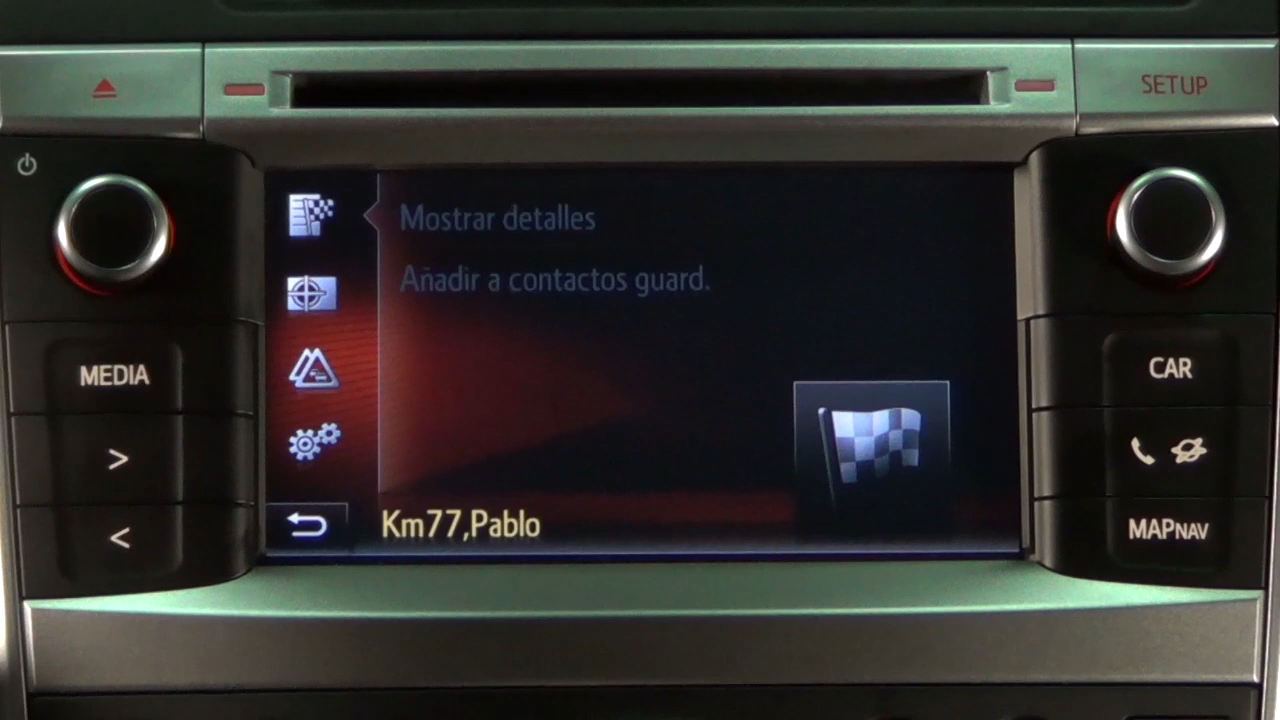 SETUP
Mostrar detalles
Añadir a contactos guard.
MEDIA
CAR
>
<
MAPNAV
Km77,Pablo